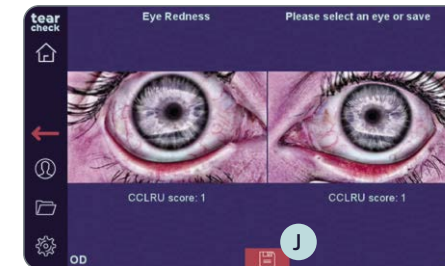 tear
check
Eye Redness
Please select an eye or save
CCLRU score: 1
CCLRU score: 1
J
OD